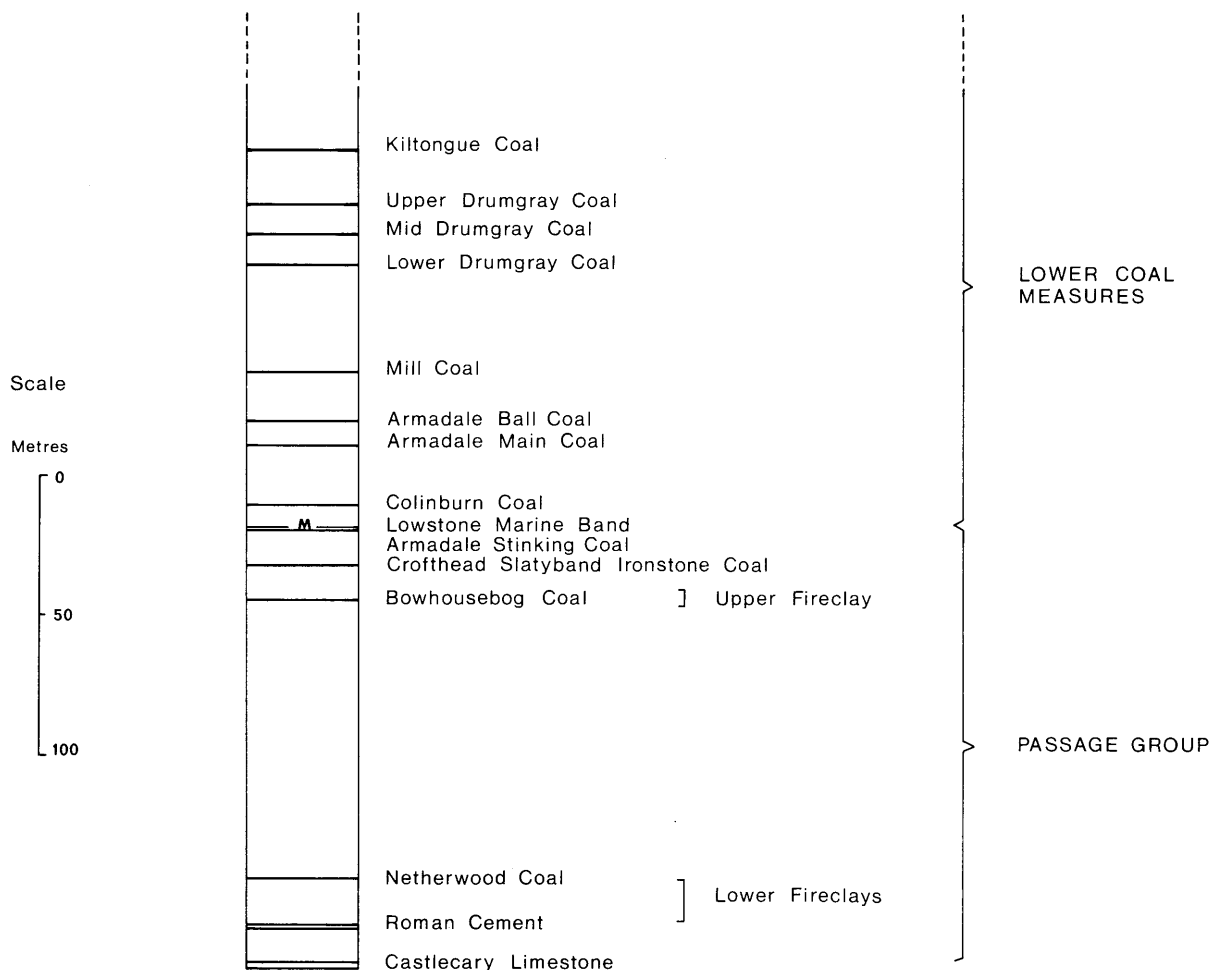 Kiltongue Coal
Upper Drumgray Coal
Mid Drumgray Coal
Lower Drumgray Coal
LOWER COAL
MEASURES
Mill Coal
Scale
Armadale Ball Coal
Armadale Main Coal
Metres
0
Colinburn Coal
M
Lowstone Marine Band
Armadale Stinking Coal
Crofthead Slatyband Ironstone Coal
Bowhousebog Coal
Upper Fireclay
50
100
PASSAGE GROUP
Netherwood Coal
Lower Fireclays
Roman Cement
Castlecary Limestone